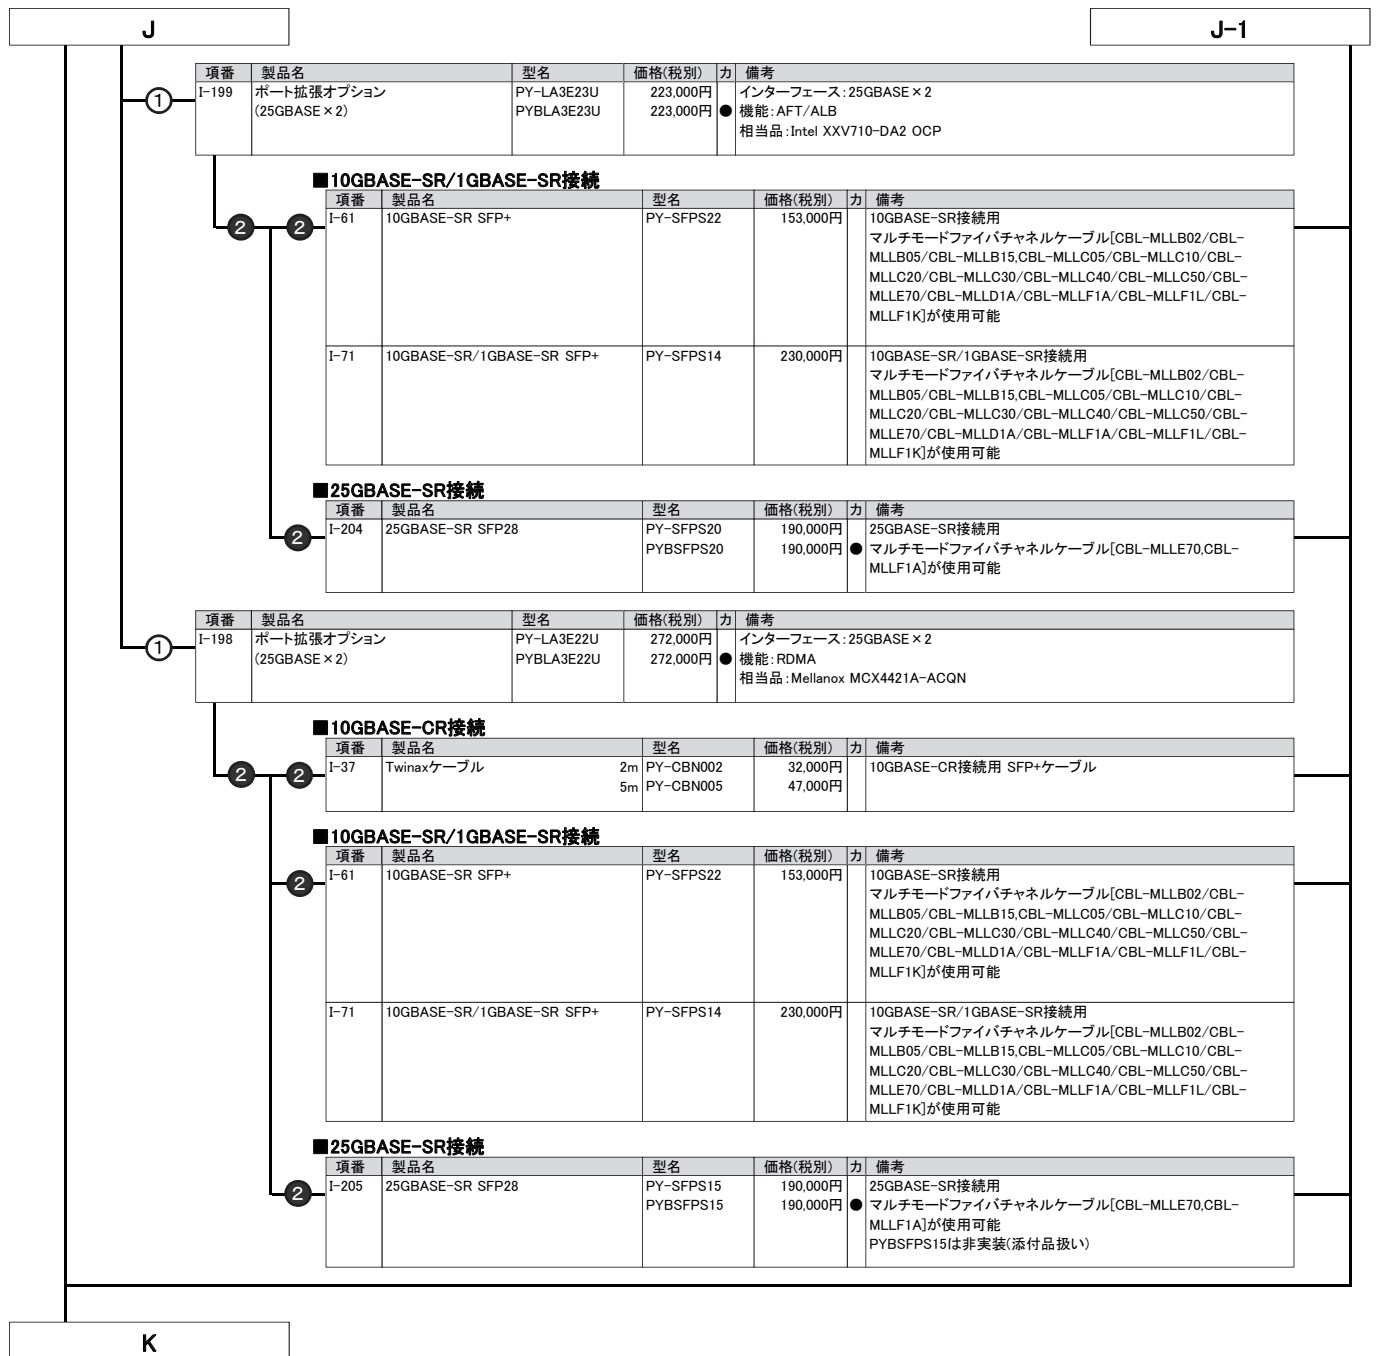 J
J-1
項番 製品名 型名 価格(税別) カ 備考
① I-199 ポート拡張オプション PY-LA3E23U 223,000円 インターフェース:25GBASE×2
(25GBASE×2) PYBLA3E23U 223,000円 ● 機能:AFT/ALB
相当品:Intel XXV710-DA2 OCP
■10GBASE-SR/1GBASE-SR接続
項番 製品名 型名 価格(税別) カ 備考
2 2 I-61 10GBASE-SR SFP+ PY-SFPS22 153,000円 10GBASE-SR接続用
マルチモードファイバチャネルケーブル[CBL-MLLB02/CBL-
MLLB05/CBL-MLLB15,CBL-MLLC05/CBL-MLLC10/CBL-
MLLC20/CBL-MLLC30/CBL-MLLC40/CBL-MLLC50/CBL-
MLLE70/CBL-MLLD1A/CBL-MLLF1A/CBL-MLLF1L/CBL-
MLLF1K]が使用可能
I-71 10GBASE-SR/1GBASE-SR SFP+ PY-SFPS14 230,000円 10GBASE-SR/1GBASE-SR接続用
マルチモードファイバチャネルケーブル[CBL-MLLB02/CBL-
MLLB05/CBL-MLLB15,CBL-MLLC05/CBL-MLLC10/CBL-
MLLC20/CBL-MLLC30/CBL-MLLC40/CBL-MLLC50/CBL-
MLLE70/CBL-MLLD1A/CBL-MLLF1A/CBL-MLLF1L/CBL-
MLLF1K]が使用可能
■25GBASE-SR接続
項番 製品名 型名 価格(税別) カ 備考
2 I-204 25GBASE-SR SFP28 PY-SFPS20 190,000円 25GBASE-SR接続用
PYBSFPS20 190,000円 ● マルチモードファイバチャネルケーブル[CBL-MLLE70,CBL-
MLLF1A]が使用可能
項番 製品名 型名 価格(税別) カ 備考
① I-198 ポート拡張オプション PY-LA3E22U 272,000円 インターフェース:25GBASE×2
(25GBASE×2) PYBLA3E22U 272,000円 ● 機能:RDMA
相当品:Mellanox MCX4421A-ACQN
■10GBASE-CR接続
項番 製品名 型名 価格(税別) カ 備考
2 2 I-37 Twinaxケーブル 2m PY-CBN002 32,000円 10GBASE-CR接続用 SFP+ケーブル
5m PY-CBN005 47,000円
■10GBASE-SR/1GBASE-SR接続
項番 製品名 型名 価格(税別) カ 備考
2 I-61 10GBASE-SR SFP+ PY-SFPS22 153,000円 10GBASE-SR接続用
マルチモードファイバチャネルケーブル[CBL-MLLB02/CBL-
MLLB05/CBL-MLLB15,CBL-MLLC05/CBL-MLLC10/CBL-
MLLC20/CBL-MLLC30/CBL-MLLC40/CBL-MLLC50/CBL-
MLLE70/CBL-MLLD1A/CBL-MLLF1A/CBL-MLLF1L/CBL-
MLLF1K]が使用可能
I-71 10GBASE-SR/1GBASE-SR SFP+ PY-SFPS14 230,000円 10GBASE-SR/1GBASE-SR接続用
マルチモードファイバチャネルケーブル[CBL-MLLB02/CBL-
MLLB05/CBL-MLLB15,CBL-MLLC05/CBL-MLLC10/CBL-
MLLC20/CBL-MLLC30/CBL-MLLC40/CBL-MLLC50/CBL-
MLLE70/CBL-MLLD1A/CBL-MLLF1A/CBL-MLLF1L/CBL-
MLLF1K]が使用可能
■25GBASE-SR接続
項番 製品名 型名 価格(税別) カ 備考
2 I-205 25GBASE-SR SFP28 PY-SFPS15 190,000円 25GBASE-SR接続用
PYBSFPS15 190,000円 ● マルチモードファイバチャネルケーブル[CBL-MLLE70,CBL-
MLLF1A]が使用可能
PYBSFPS15は非実装(添付品扱い)
K